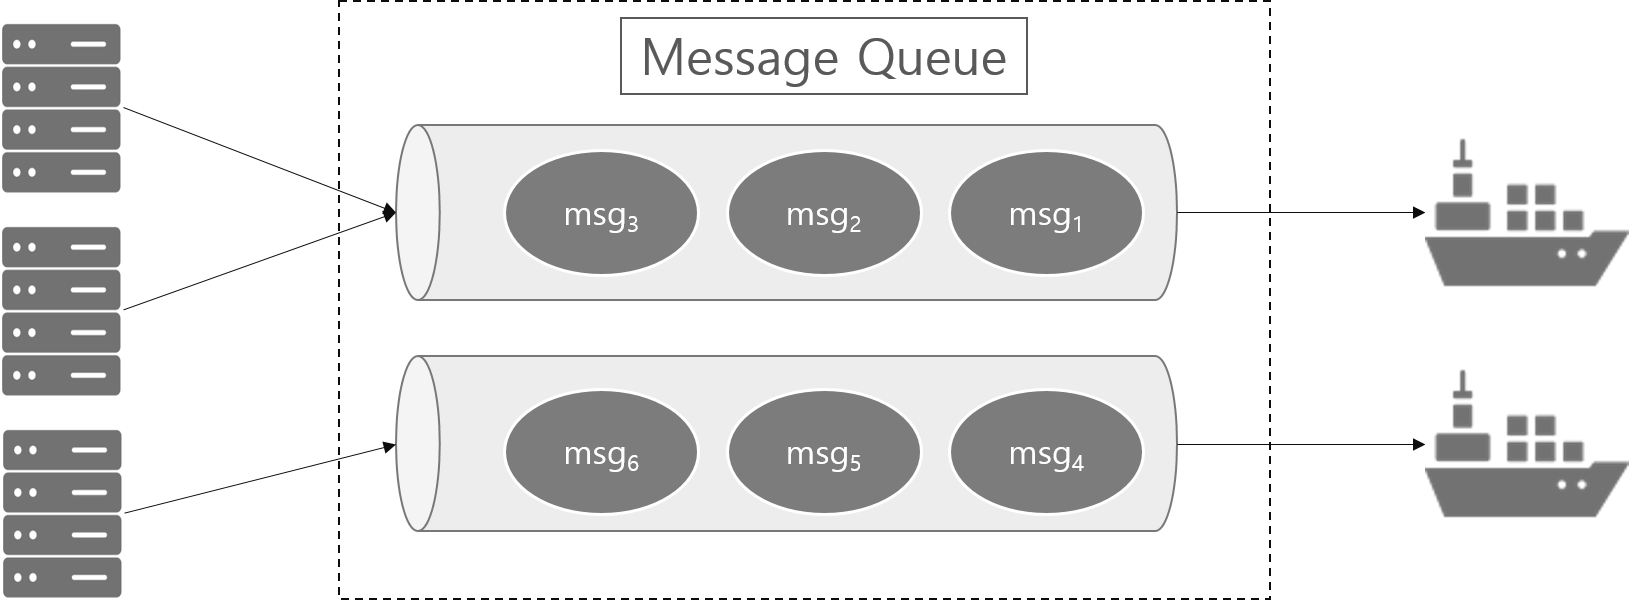 Message Queue
msg₃ msg₂ msg₁
msg₆ msg₅ msg₄